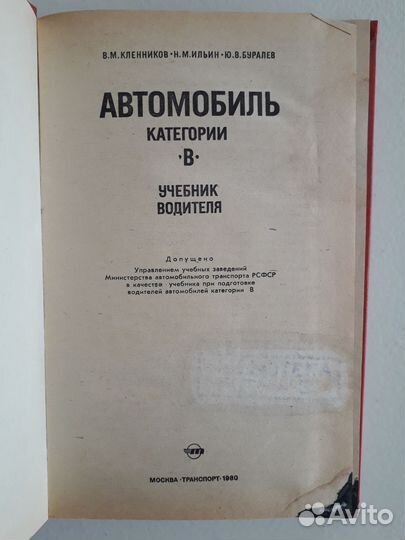 В.М.КЛЕННИКОВ·Н.М.ИЛЬИН·Ю.В.БУРАЛЕВ
АВТОМОБИЛЬ
КАТЕГОРИИ
·В·
УЧЕБНИК
ВОДИТЕЛЯ
Допущено
Управлением учебных заведений
Министерства автомобильного транспорта РСФСР
в качестве учебника при подготовке
водителей автомобилей категории В
МОСКВА·ТРАНСПОРТ·1980
Avito